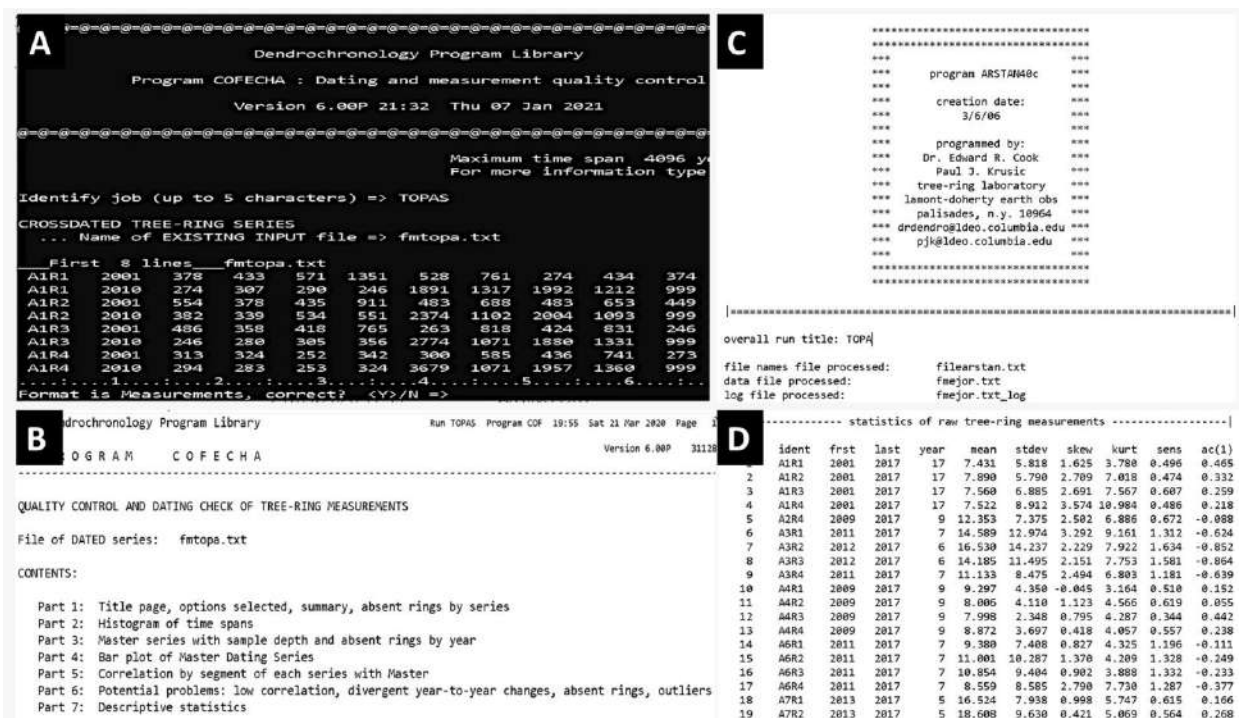 A
=@=@=@=@=@=@=@=@=@=@=@=@=@=@=@=@=@=@=@=@=@=@=@=@=@=@=@=@=@=@
Dendrochronology Program Library
Program COFECHA : Dating and measurement quality control
Version 6.00P 21:32 Thu 07 Jan 2021
@=@=@=@=@=@=@=@=@=@=@=@=@=@=@=@=@=@=@=@=@=@=@=@=@=@=@=@=@=@=@
Maximum time span 4096 y
For more information type
Identify job (up to 5 characters) => TOPAS
CROSSDATED TREE-RING SERIES
... Name of EXISTING INPUT file => fmtopa.txt
___First 8 lines___fmtopa.txt
A1R1 2001 378 433 571 1351 528 761 274 434 374
A1R1 2010 274 307 290 246 1891 1317 1992 1212 999
A1R2 2001 554 378 435 911 483 688 483 653 449
A1R2 2010 382 339 534 551 2374 1102 2004 1093 999
A1R3 2001 486 358 418 765 263 818 424 831 246
A1R3 2010 246 280 305 356 2774 1071 1880 1331 999
A1R4 2001 313 324 252 342 300 585 436 741 273
A1R4 2010 294 283 253 324 3679 1071 1957 1360 999
....:....1....:....2....:....3....:....4....:....5....:....6....:..
Format is Measurements, correct? <Y>/N =>
B
drochronology Program Library Run TOPAS Program COF 19:55 Sat 21 Mar 2020 Page 1
O G R A M C O F E C H A Version 6.00P 31128
QUALITY CONTROL AND DATING CHECK OF TREE-RING MEASUREMENTS
File of DATED series: fmtopa.txt
CONTENTS:
Part 1: Title page, options selected, summary, absent rings by series
Part 2: Histogram of time spans
Part 3: Master series with sample depth and absent rings by year
Part 4: Bar plot of Master Dating Series
Part 5: Correlation by segment of each series with Master
Part 6: Potential problems: low correlation, divergent year-to-year changes, absent rings, outliers
Part 7: Descriptive statistics
C
***********************************
***********************************
*** ***
*** program ARSTAN40c ***
*** ***
*** creation date: ***
*** 3/6/06 ***
*** ***
*** programmed by: ***
*** Dr. Edward R. Cook ***
*** Paul J. Krusic ***
*** tree-ring laboratory ***
*** lamont-doherty earth obs ***
*** palisades, n.y. 10964 ***
*** drdendro@ldeo.columbia.edu ***
*** pjk@ldeo.columbia.edu ***
*** ***
***********************************
***********************************
overall run title: TOPA
file names file processed: filearstan.txt
data file processed: fmejor.txt
log file processed: fmejor.txt_log
D
------------ statistics of raw tree-ring measurements -----------------|
ident frst last year mean stdev skew kurt sens ac(1)
A1R1 2001 2017 17 7.431 5.818 1.625 3.780 0.496 0.465
2 A1R2 2001 2017 17 7.890 5.790 2.709 7.018 0.474 0.332
3 A1R3 2001 2017 17 7.560 6.885 2.691 7.567 0.607 0.259
4 A1R4 2001 2017 17 7.522 8.912 3.574 10.984 0.486 0.218
5 A2R4 2009 2017 9 12.353 7.375 2.502 6.886 0.672 -0.088
6 A3R1 2011 2017 7 14.589 12.974 3.292 9.161 1.312 -0.624
7 A3R2 2012 2017 6 16.530 14.237 2.229 7.922 1.634 -0.852
8 A3R3 2012 2017 6 14.185 11.495 2.151 7.753 1.581 -0.864
9 A3R4 2011 2017 7 11.133 8.475 2.494 6.803 1.181 -0.639
10 A4R1 2009 2017 9 9.297 4.350 -0.045 3.164 0.510 0.152
11 A4R2 2009 2017 9 8.006 4.110 1.123 4.566 0.619 0.055
12 A4R3 2009 2017 9 7.998 2.348 0.795 4.287 0.344 0.442
13 A4R4 2009 2017 9 8.872 3.697 0.418 4.057 0.557 0.238
14 A6R1 2011 2017 7 9.380 7.408 0.827 4.325 1.196 -0.111
15 A6R2 2011 2017 7 11.001 10.287 1.370 4.209 1.328 -0.249
16 A6R3 2011 2017 7 10.854 9.404 0.902 3.888 1.332 -0.233
17 A6R4 2011 2017 7 8.559 8.585 2.790 7.730 1.287 -0.377
18 A7R1 2013 2017 5 16.524 7.938 0.998 5.747 0.615 0.166
19 A7R2 2013 2017 5 18.608 9.630 0.421 5.069 0.564 0.268